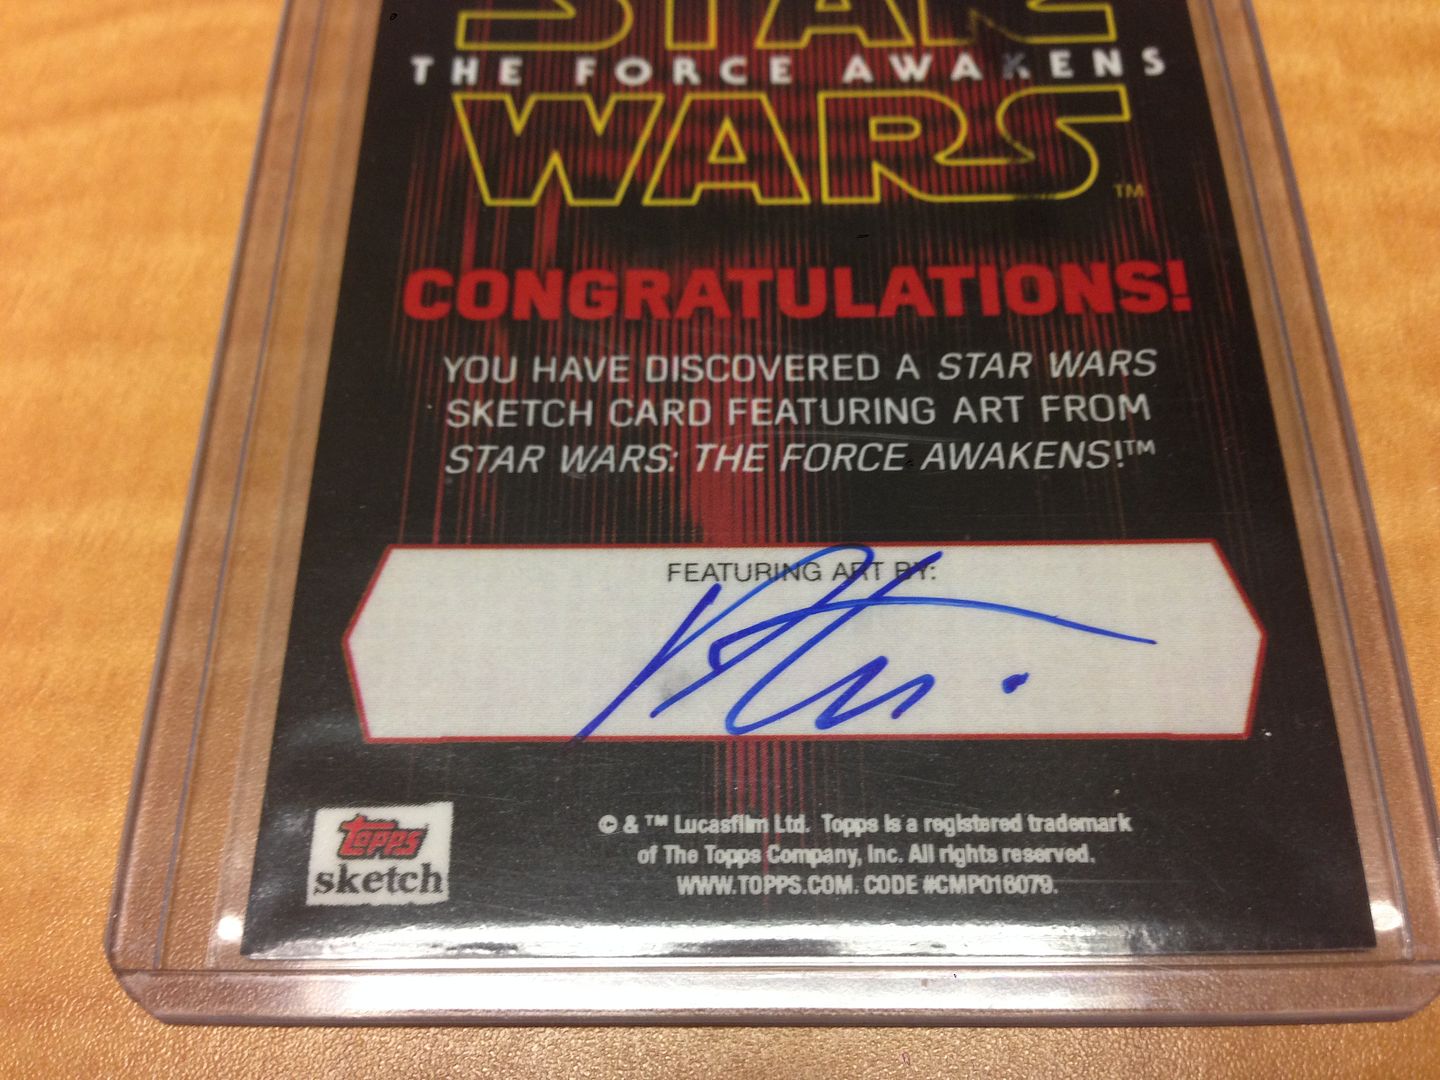 STAR
THE FORCE AWAKENS
WARS™
CONGRATULATIONS!
YOU HAVE DISCOVERED A STAR WARS
SKETCH CARD FEATURING ART FROM
STAR WARS: THE FORCE AWAKENS!™
FEATURING ART BY:
topps
sketch
© & ™ Lucasfilm Ltd. Topps is a registered trademark
of The Topps Company, Inc. All rights reserved.
WWW.TOPPS.COM. CODE #CMP016079.